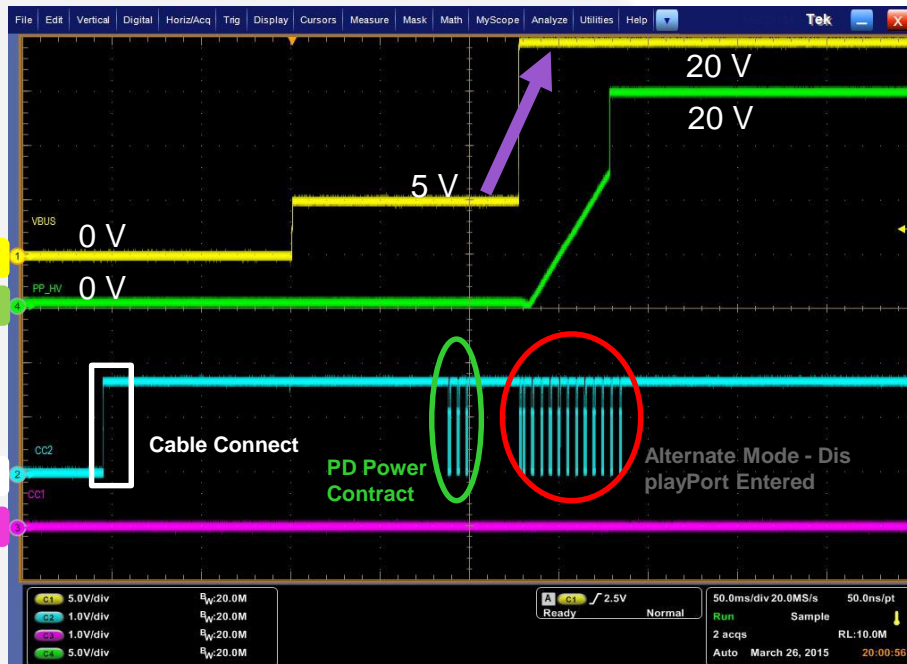 File Edit Vertical Digital Horiz/Acq Trig Display Cursors Measure Mask Math MyScope Analyze Utilities Help Tek X
20 V
20 V
5 V
VBUS
0 V
1
PP_HV
0 V
4
Cable Connect
CC2
PD Power
Contract
Alternate Mode - Dis
playPort Entered
2
CC1
3
C1 5.0V/div BW:20.0M
C2 1.0V/div BW:20.0M
C3 1.0V/div BW:20.0M
C4 5.0V/div BW:20.0M
A C1 2.5V
Ready Normal
50.0ms/div 20.0MS/s 50.0ns/pt
Run Sample
2 acqs RL:10.0M
Auto March 26, 2015 20:00:56